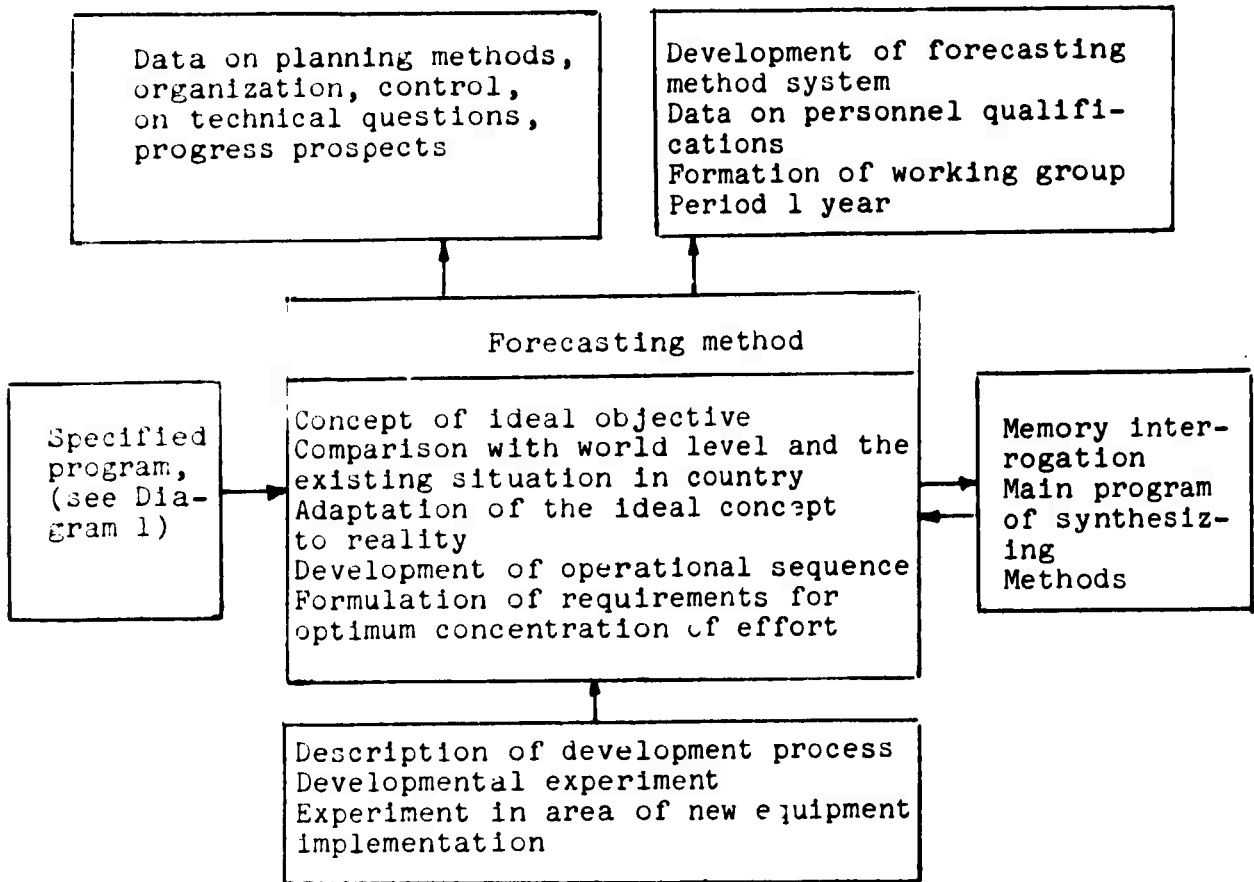 Data on planning methods,
organization, control,
on technical questions,
progress prospects
Development of forecasting
method system
Data on personnel qualifi-
cations
Formation of working group
Period 1 year
Forecasting method
Specified
program,
(see Dia-
gram 1)
Concept of ideal objective
Comparison with world level and the
existing situation in country
Adaptation of the ideal concept
to reality
Development of operational sequence
Formulation of requirements for
optimum concentration of effort
Memory inter-
rogation
Main program
of synthesiz-
ing
Methods
Description of development process
Developmental experiment
Experiment in area of new equipment
implementation